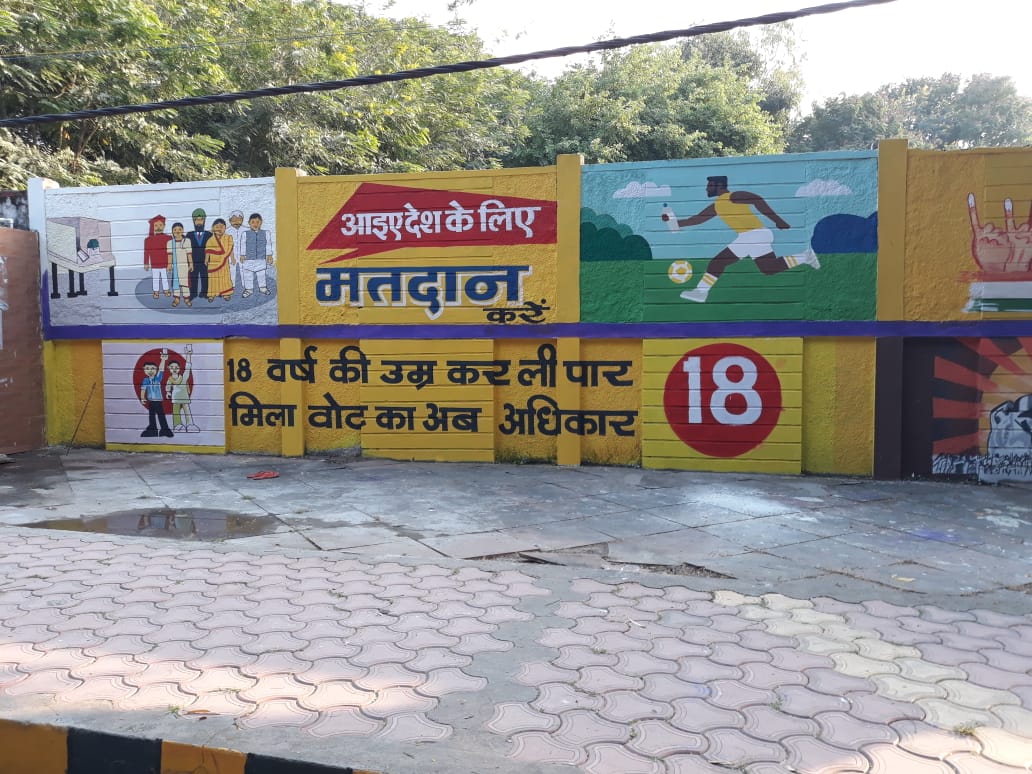 आइए देश के लिए
मतदान
करें
18 वर्ष की उम्र कर ली पार
मिला वोट का अब अधिकार
18